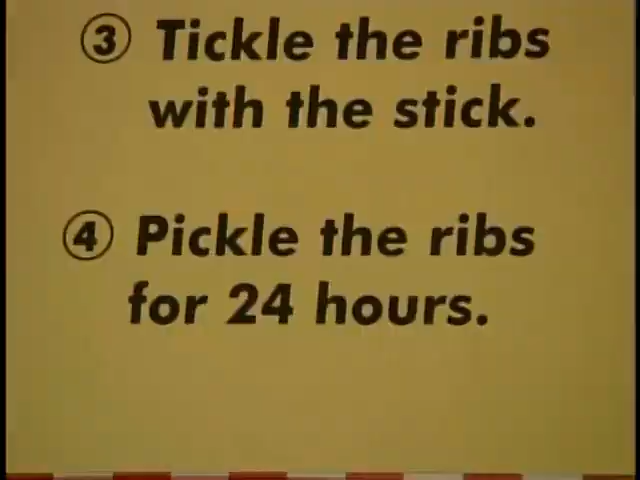 ③ Tickle the ribs
with the stick.
④ Pickle the ribs
for 24 hours.